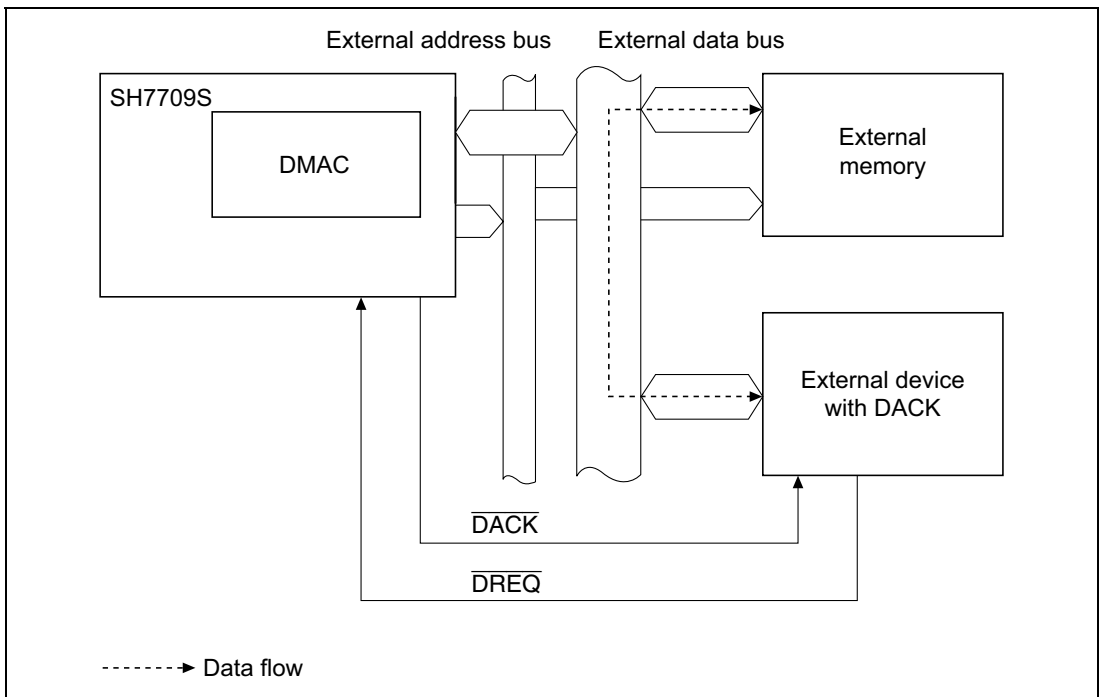 External address bus
External data bus
SH7709S
DMAC
External
memory
External device
with DACK
DACK
DREQ
Data flow